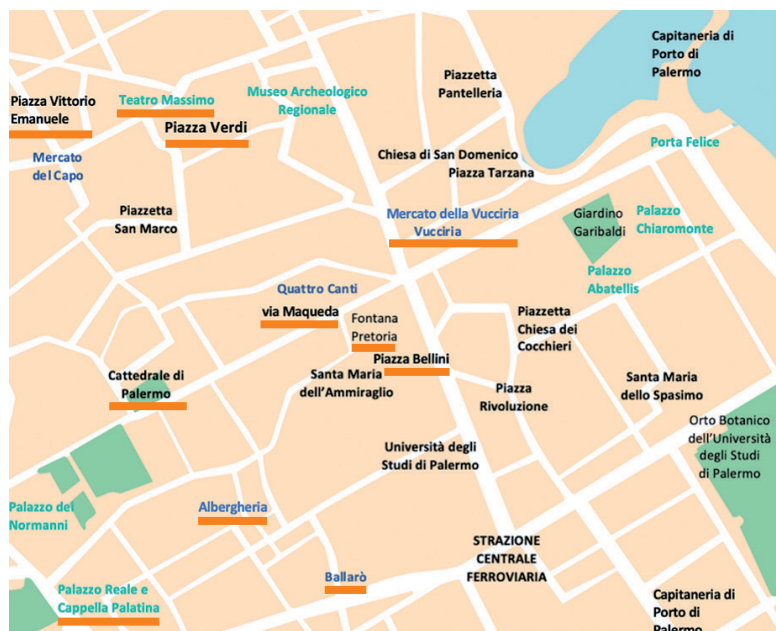 Capitaneria di
Porto di
Palermo
Piazzetta
Pantelleria
Museo Archeologico
Regionale
Teatro Massimo
Piazza Vittorio
Emanuele
Piazza Verdi
Porta Felice
Mercato
del Capo
Chiesa di San Domenico
Piazza Tarzana
Piazzetta
San Marco
Mercato della Vucciria
Vucciria
Giardino
Garibaldi
Palazzo
Chiaromonte
Palazzo
Abatellis
Quattro Canti
via Maqueda
Fontana
Pretoria
Piazzetta
Chiesa dei
Cocchieri
Piazza Bellini
Cattedrale di
Palermo
Santa Maria
dell'Ammiraglio
Piazza
Rivoluzione
Santa Maria
dello Spasimo
Orto Botanico
dell'Università
degli Studi
di Palermo
Università degli
Studi di Palermo
Palazzo dei
Normanni
Albergheria
STRAZIONE
CENTRALE
FERROVIARIA
Ballarò
Palazzo Reale e
Cappella Palatina
Capitaneria di
Porto di
Palermo